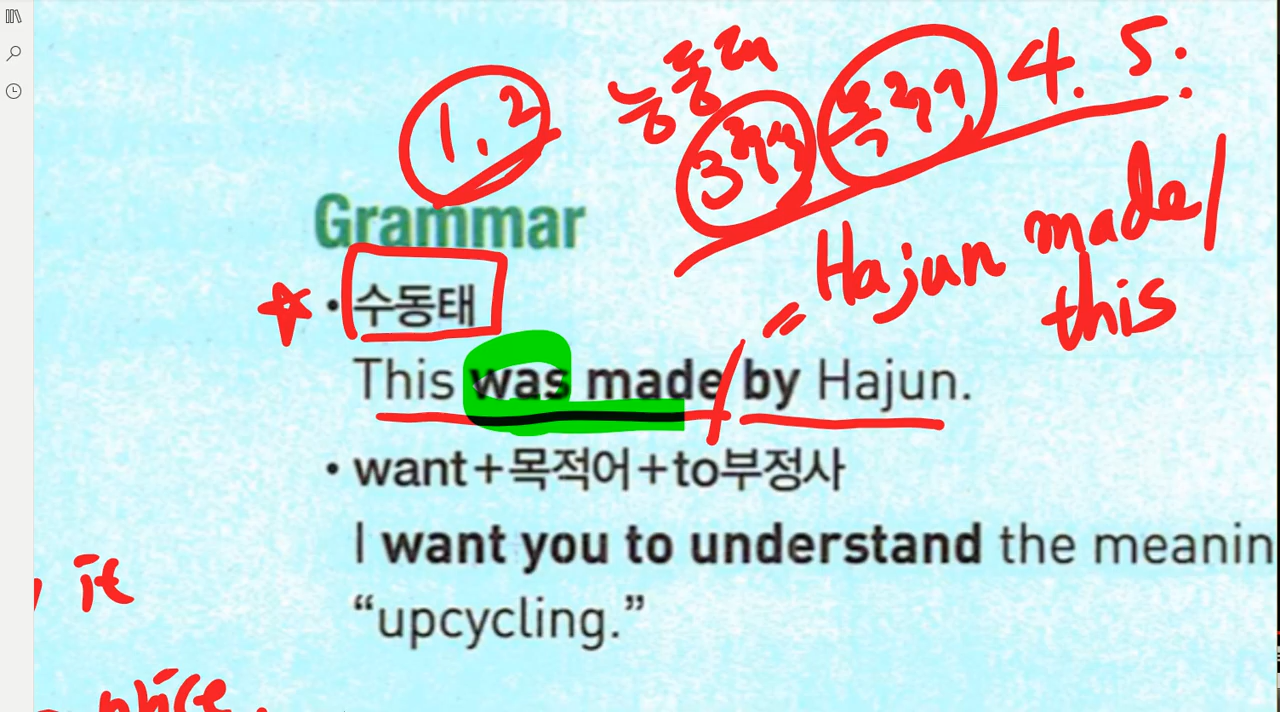 능동태
1, 2
3형식 목적어 4. 5.
Grammar
= Hajun made / this
• 수동태
This was made / by Hajun.
• want+목적어+to부정사
I want you to understand the meanin
“upcycling.”
it